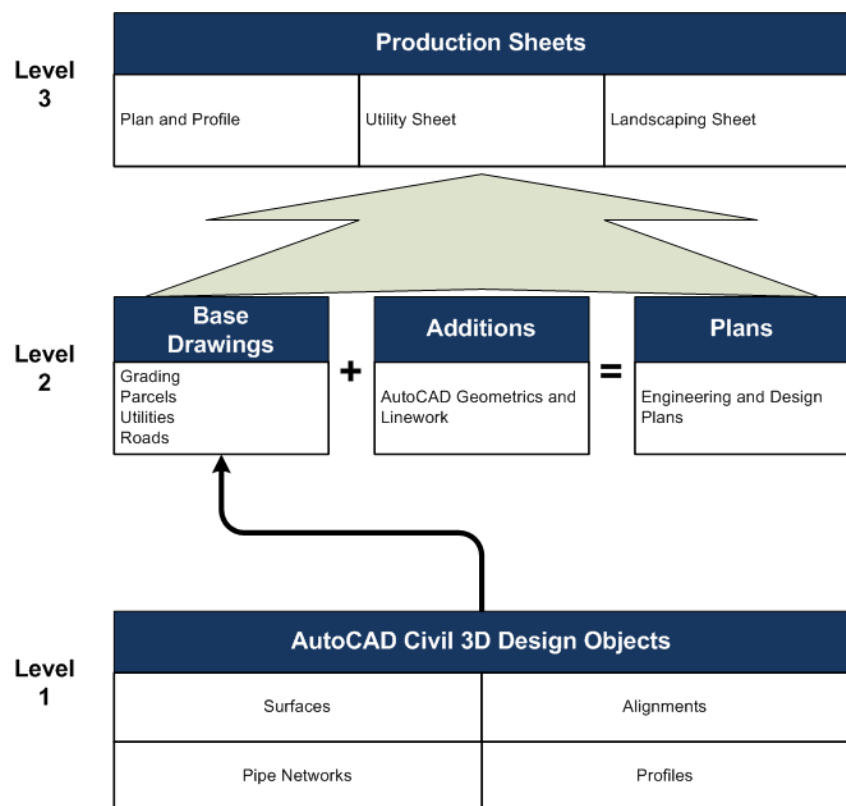 Production Sheets
Level
3
Plan and Profile
Utility Sheet
Landscaping Sheet
Level
2
Base
Drawings
Grading
Parcels
Utilities
Roads
+
Additions
AutoCAD Geometrics and
Linework
=
Plans
Engineering and Design
Plans
Level
1
AutoCAD Civil 3D Design Objects
Surfaces
Alignments
Pipe Networks
Profiles